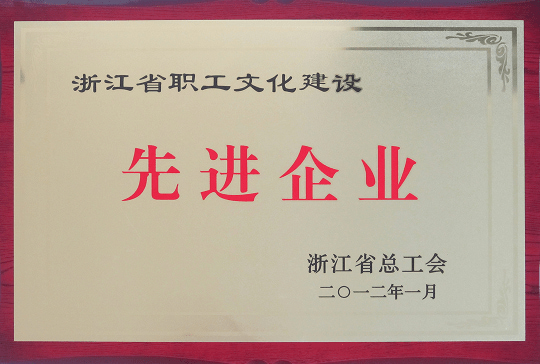 浙江省职工文化建设
先进企业
浙江省总工会
二〇一二年一月